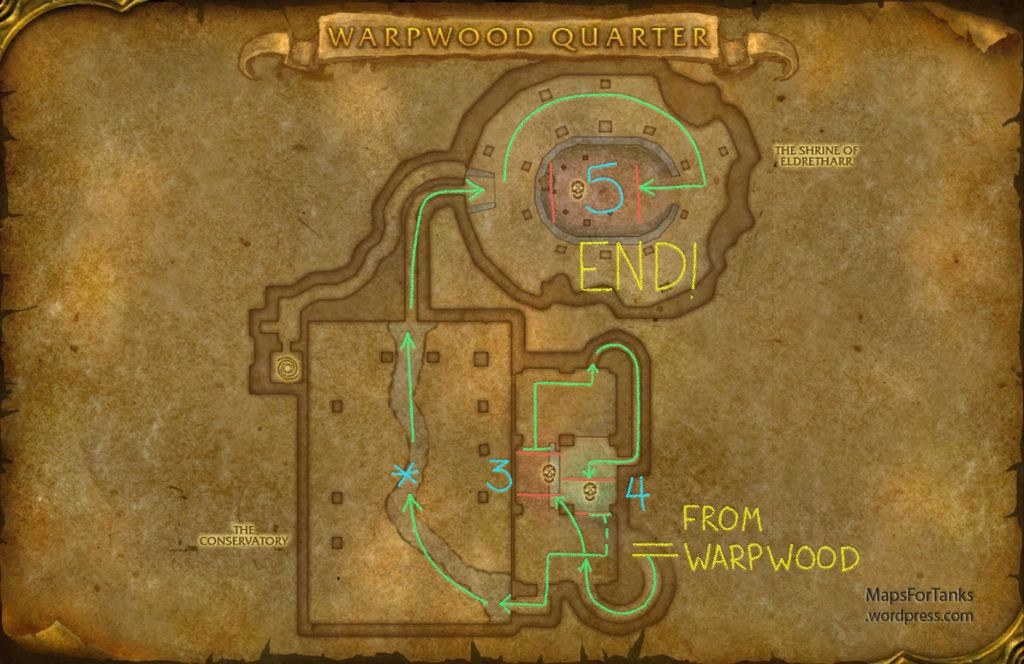 WARPWOOD QUARTER
THE SHRINE OF
ELDRETHARR
5
END!
3
4
THE
CONSERVATORY
FROM
WARPWOOD
MapsForTanks
.wordpress.com